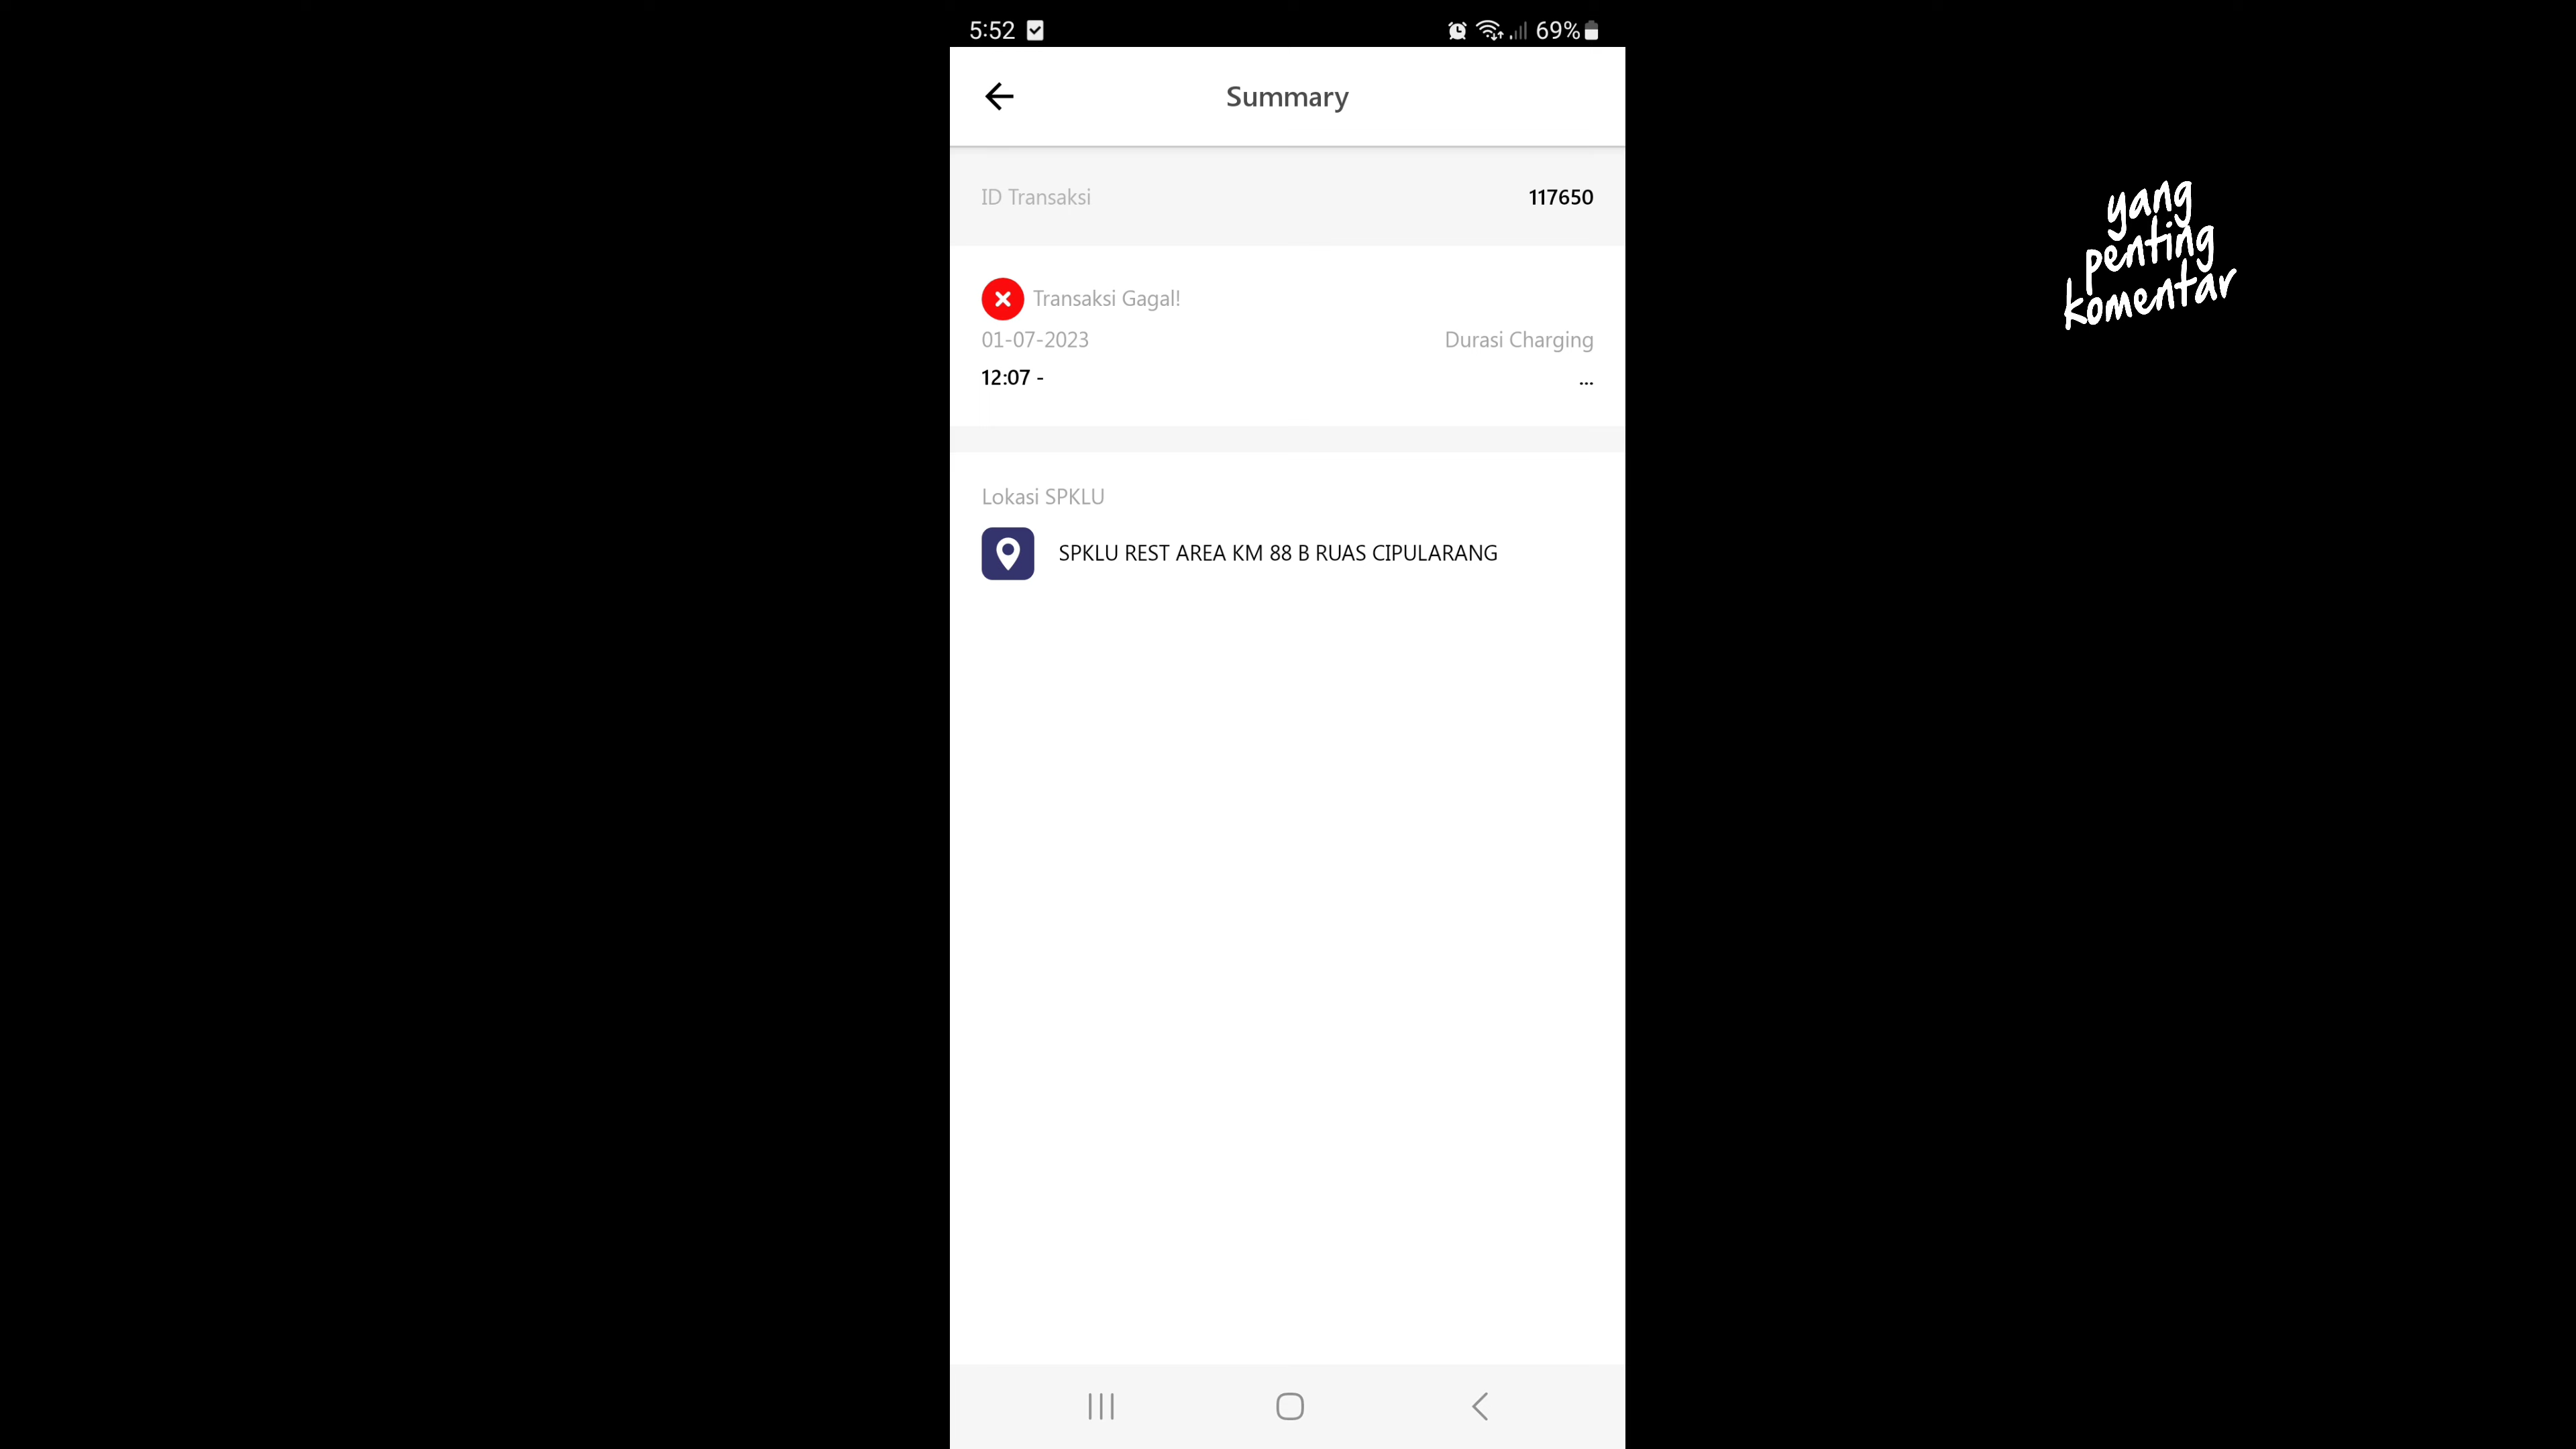 5:52
69%
Summary
ID Transaksi 117650
Transaksi Gagal!
01-07-2023 Durasi Charging
12:07 - ...
Lokasi SPKLU
SPKLU REST AREA KM 88 B RUAS CIPULARANG
yang
penting
komentar